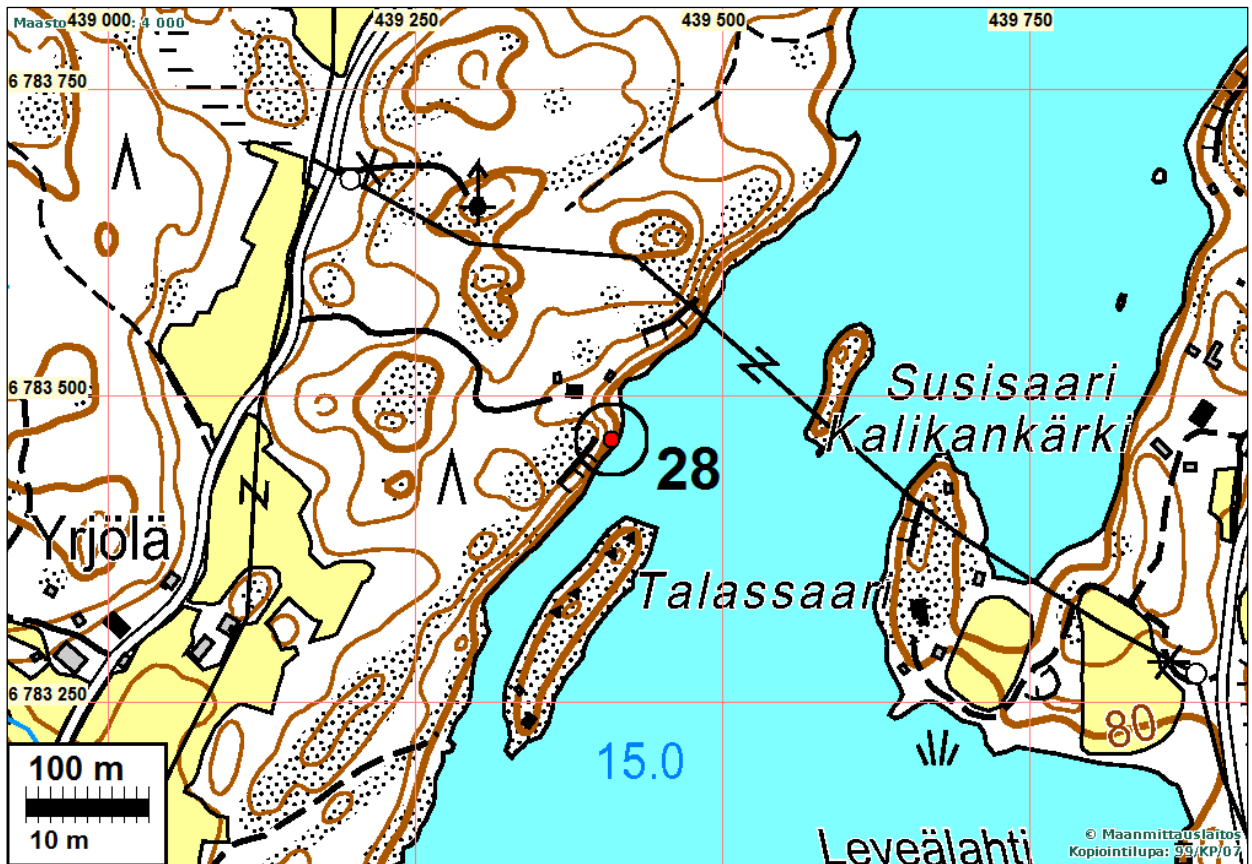 Maasto : 4 000
439 000
439 250
439 500
439 750
6 783 750
6 783 500
Susisaari
Kalikankärki
28
Yrjölä
Talassaari
6 783 250
80
15.0
100 m
10 m
Leveälahti
© Maanmittauslaitos
Kopiointilupa: 99/KP/07